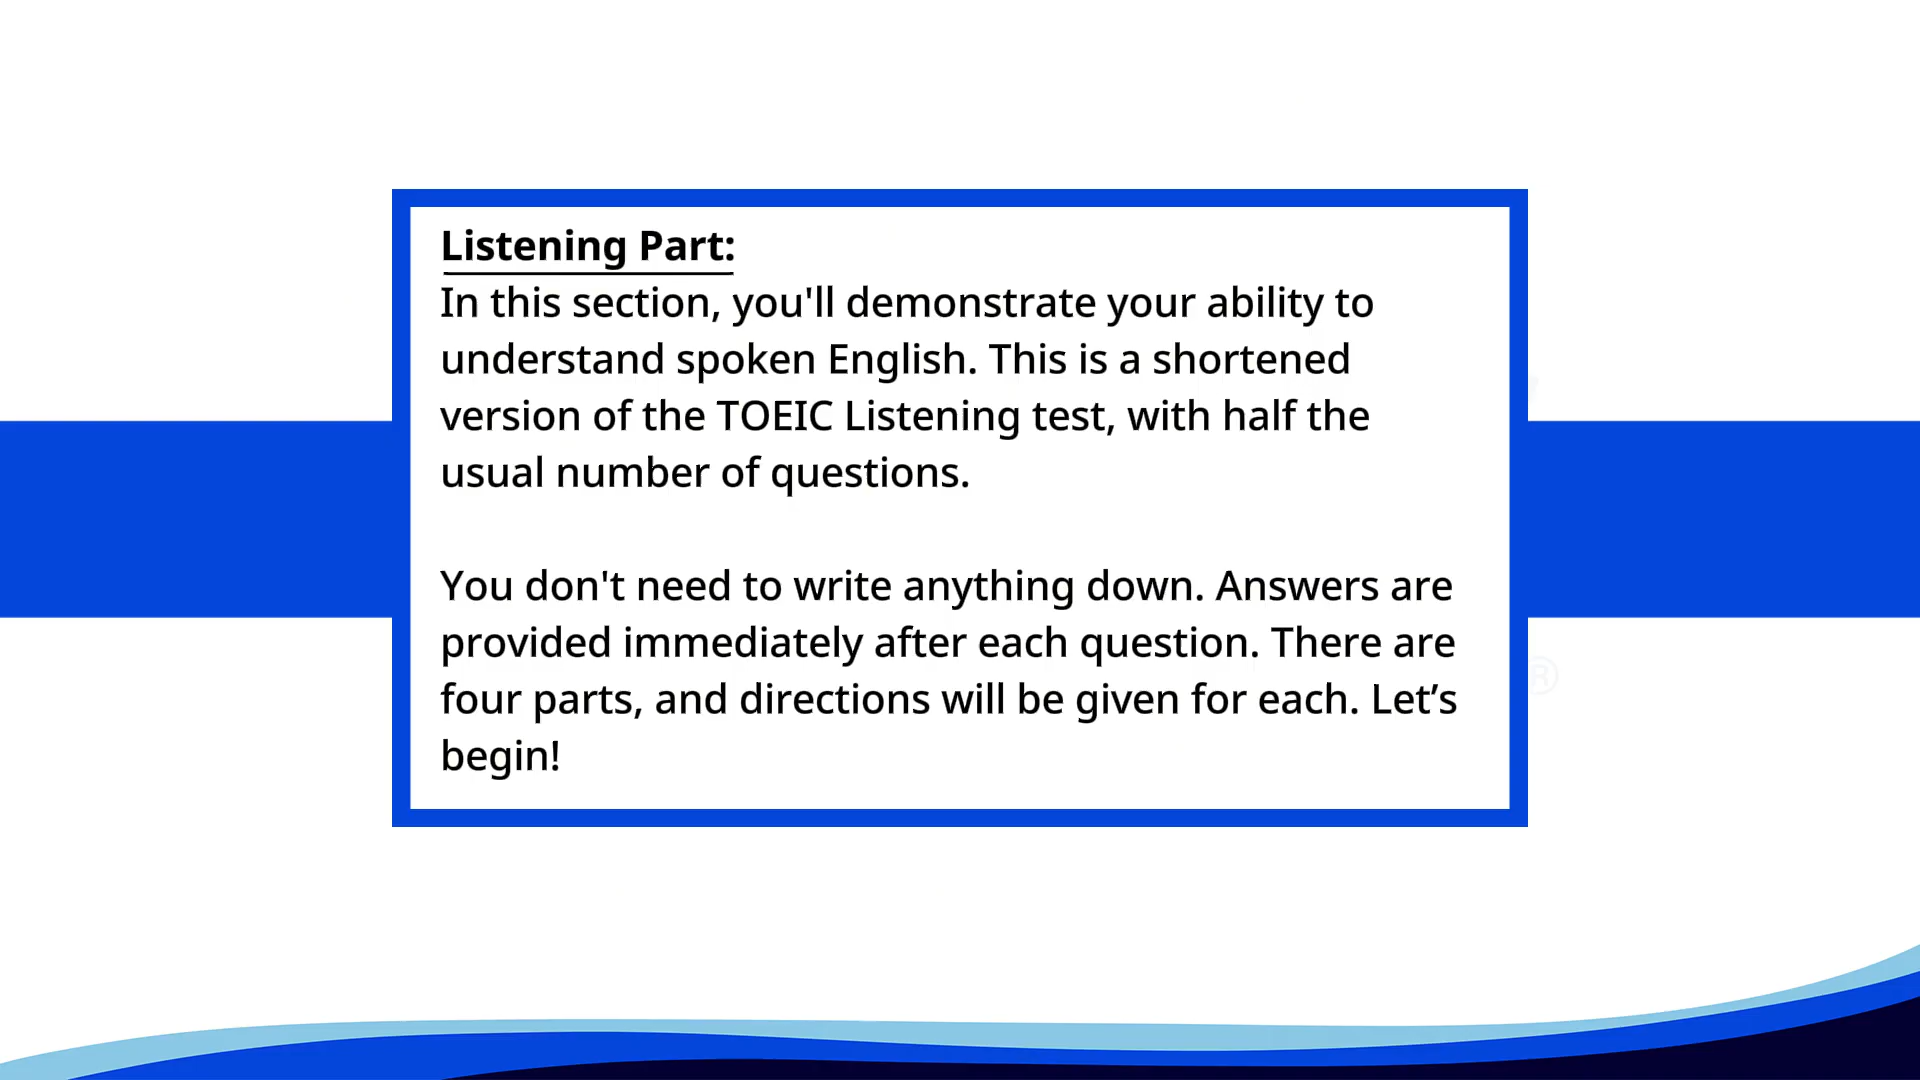 Listening Part:
In this section, you'll demonstrate your ability to
understand spoken English. This is a shortened
version of the TOEIC Listening test, with half the
usual number of questions.
You don't need to write anything down. Answers are
provided immediately after each question. There are
four parts, and directions will be given for each. Let’s
begin!
®